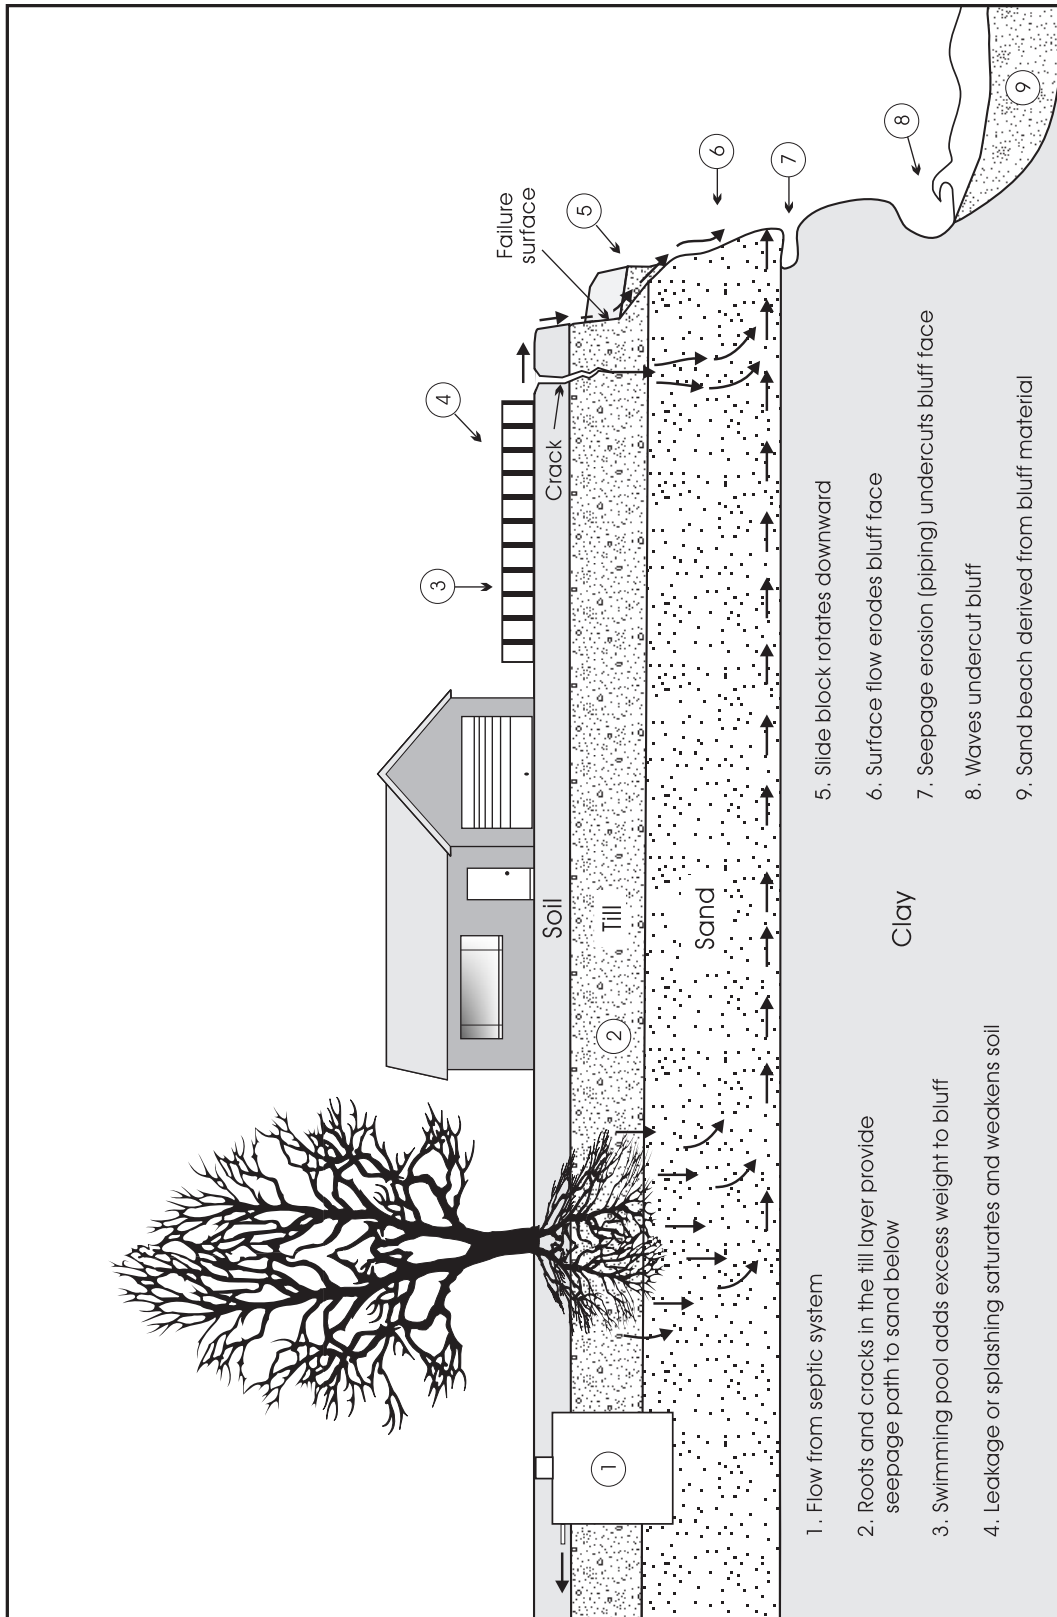 1
2
3
4
5
6
7
8
9
Failure
surface
Crack
Soil
Till
Sand
Clay
1. Flow from septic system
2. Roots and cracks in the till layer provide
seepage path to sand below
3. Swimming pool adds excess weight to bluff
4. Leakage or splashing saturates and weakens soil
5. Slide block rotates downward
6. Surface flow erodes bluff face
7. Seepage erosion (piping) undercuts bluff face
8. Waves undercut bluff
9. Sand beach derived from bluff material